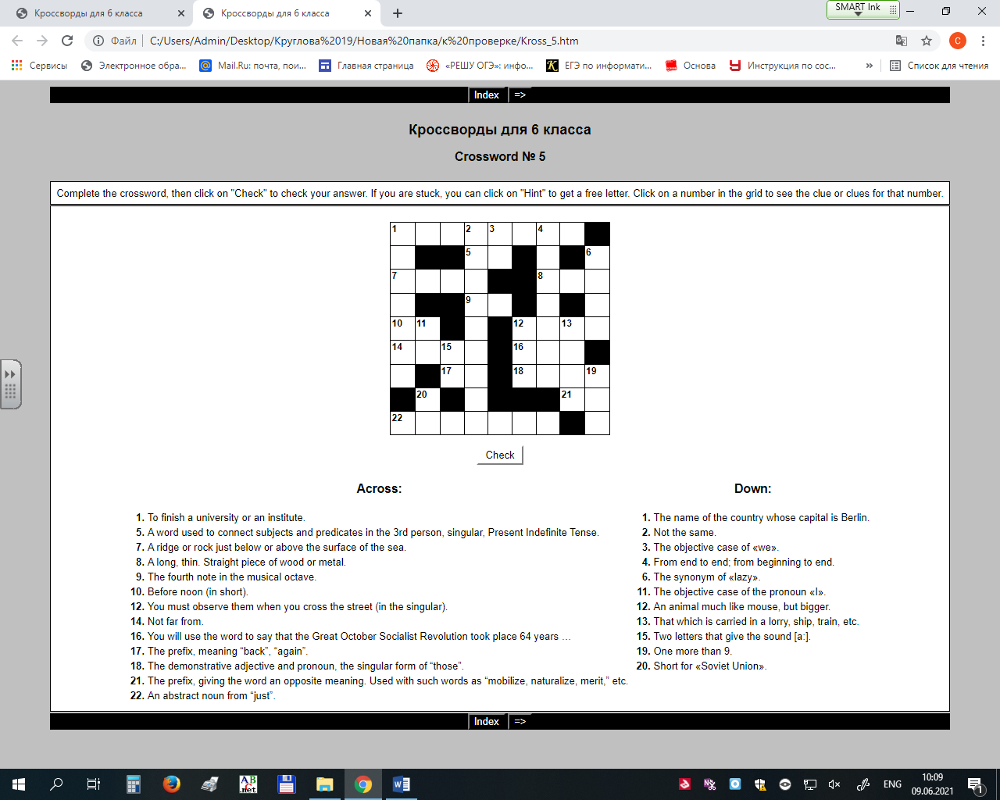 Кроссворды для 6 класса
Кроссворды для 6 класса
SMART Ink
Файл C:/Users/Admin/Desktop/Круглова%2019/Новая%20папка/к%20проверке/Kross_5.htm
С
Сервисы
Электронное обра...
Mail.Ru: почта, пои...
Главная страница
«РЕШУ ОГЭ»: инфо...
ЕГЭ по информати...
Основа
Инструкция по сос...
»
Список для чтения
Index =>
Кроссворды для 6 класса
Crossword № 5
Complete the crossword, then click on "Check" to check your answer. If you are stuck, you can click on "Hint" to get a free letter. Click on a number in the grid to see the clue or clues for that number.
1 2 3 4
5 6
7 8
9
10 11 12 13
14 15 16
17 18 19
20 21
22
Check
Across:
1. To finish a university or an institute.
5. A word used to connect subjects and predicates in the 3rd person, singular, Present Indefinite Tense.
7. A ridge or rock just below or above the surface of the sea.
8. A long, thin. Straight piece of wood or metal.
9. The fourth note in the musical octave.
10. Before noon (in short).
12. You must observe them when you cross the street (in the singular).
14. Not far from.
16. You will use the word to say that the Great October Socialist Revolution took place 64 years …
17. The prefix, meaning “back”, “again”.
18. The demonstrative adjective and pronoun, the singular form of “those”.
21. The prefix, giving the word an opposite meaning. Used with such words as “mobilize, naturalize, merit,” etc.
22. An abstract noun from “just”.
Down:
1. The name of the country whose capital is Berlin.
2. Not the same.
3. The objective case of «we».
4. From end to end; from beginning to end.
6. The synonym of «lazy».
11. The objective case of the pronoun «I».
12. An animal much like mouse, but bigger.
13. That which is carried in a lorry, ship, train, etc.
15. Two letters that give the sound [a:].
19. One more than 9.
20. Short for «Soviet Union».
Index =>
ENG
10:09
09.06.2021
1